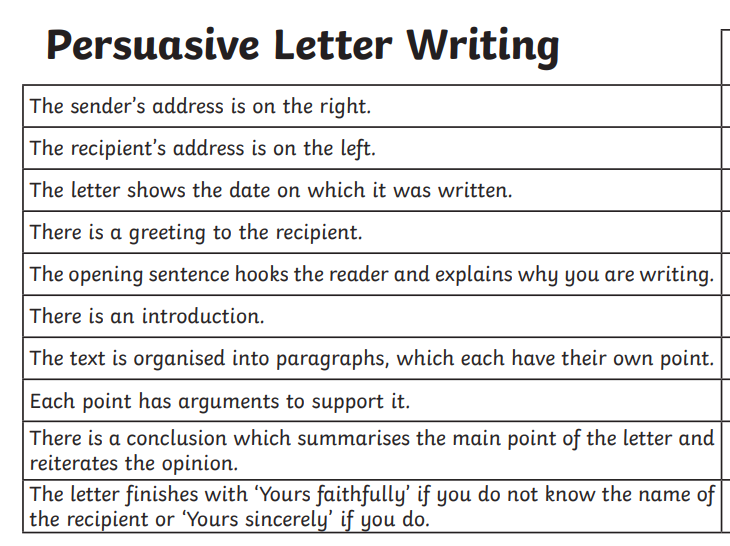 Persuasive Letter Writing
The sender's address is on the right.
The recipient's address is on the left.
The letter shows the date on which it was written.
There is a greeting to the recipient.
The opening sentence hooks the reader and explains why you are writing.
There is an introduction.
The text is organised into paragraphs, which each have their own point.
Each point has arguments to support it.
There is a conclusion which summarises the main point of the letter and
reiterates the opinion.
The letter finishes with ‘Yours faithfully’ if you do not know the name of
the recipient or ‘Yours sincerely’ if you do.